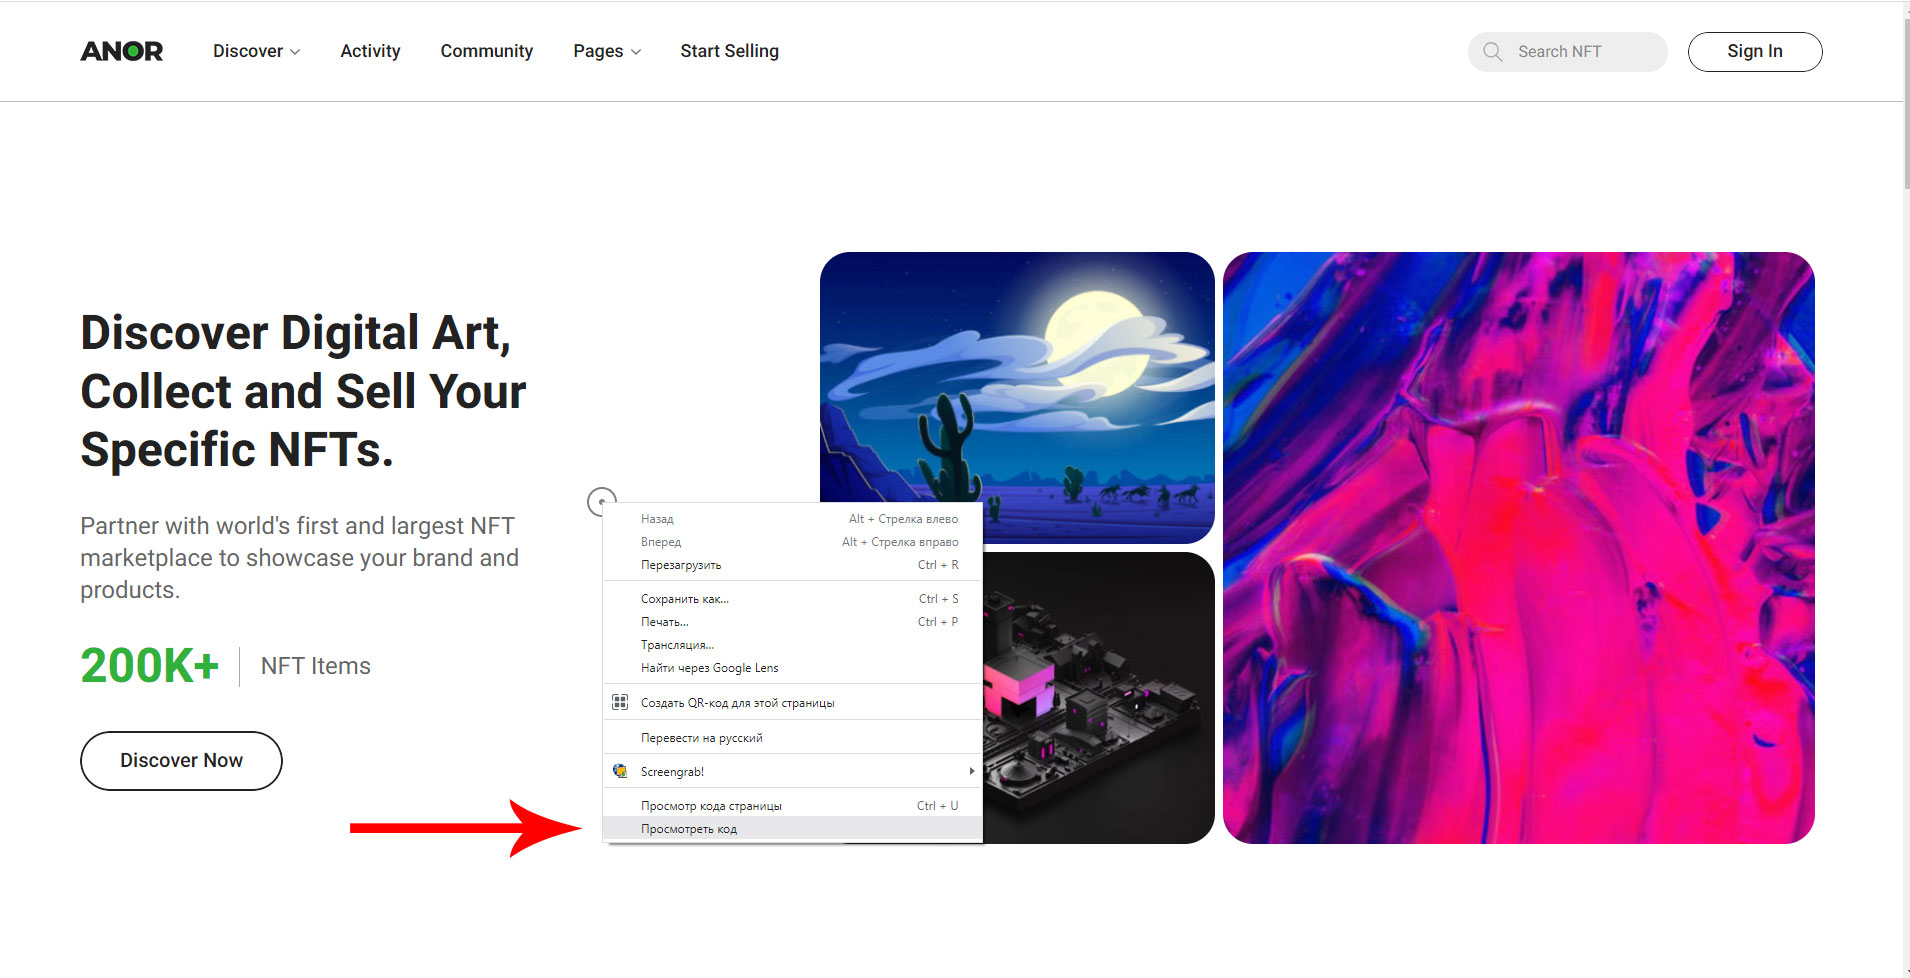 ANOR
Discover
Activity
Community
Pages
Start Selling
Search NFT
Sign In
Discover Digital Art,
Collect and Sell Your
Specific NFTs.
Partner with world's first and largest NFT
marketplace to showcase your brand and
products.
200K+
NFT Items
Discover Now
Назад Alt + Стрелка влево
Вперед Alt + Стрелка вправо
Перезагрузить Ctrl + R
Сохранить как... Ctrl + S
Печать... Ctrl + P
Трансляция...
Найти через Google Lens
Создать QR-код для этой страницы
Перевести на русский
Screengrab!
Просмотр кода страницы Ctrl + U
Просмотреть код